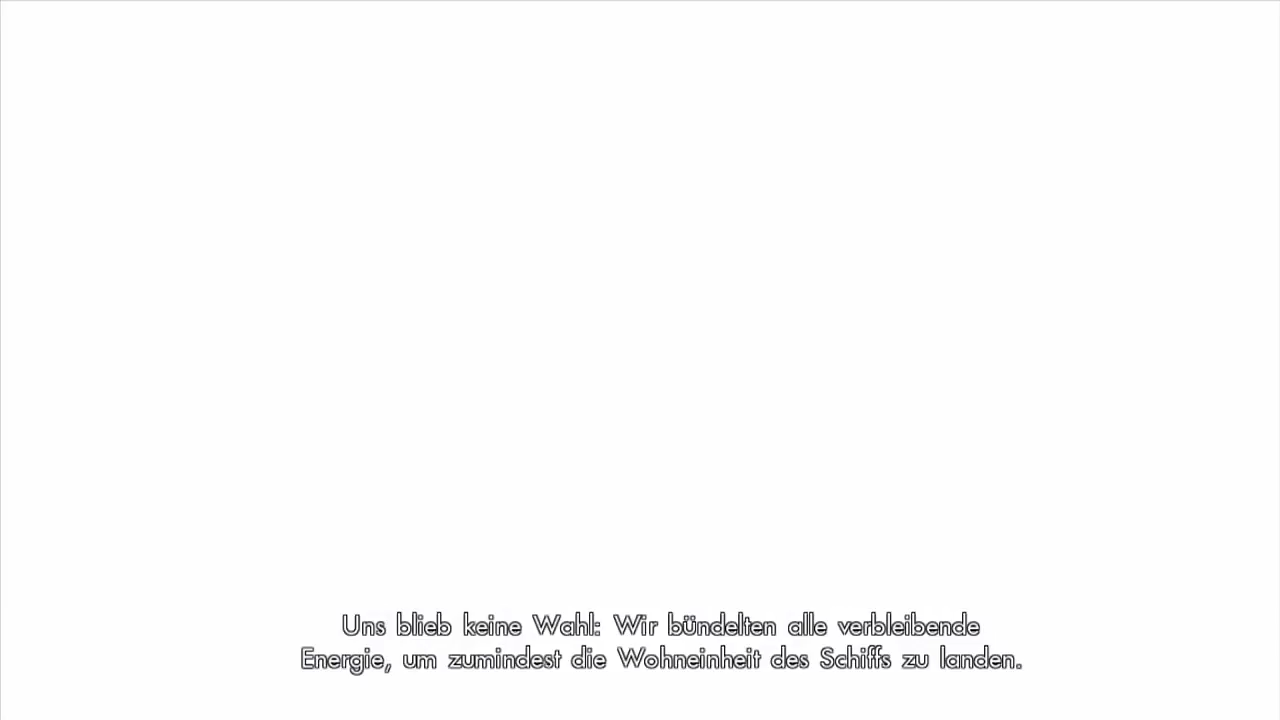 Uns blieb keine Wahl: Wir bündelten alle verbleibende
Energie, um zumindest die Wohneinheit des Schiffs zu landen.